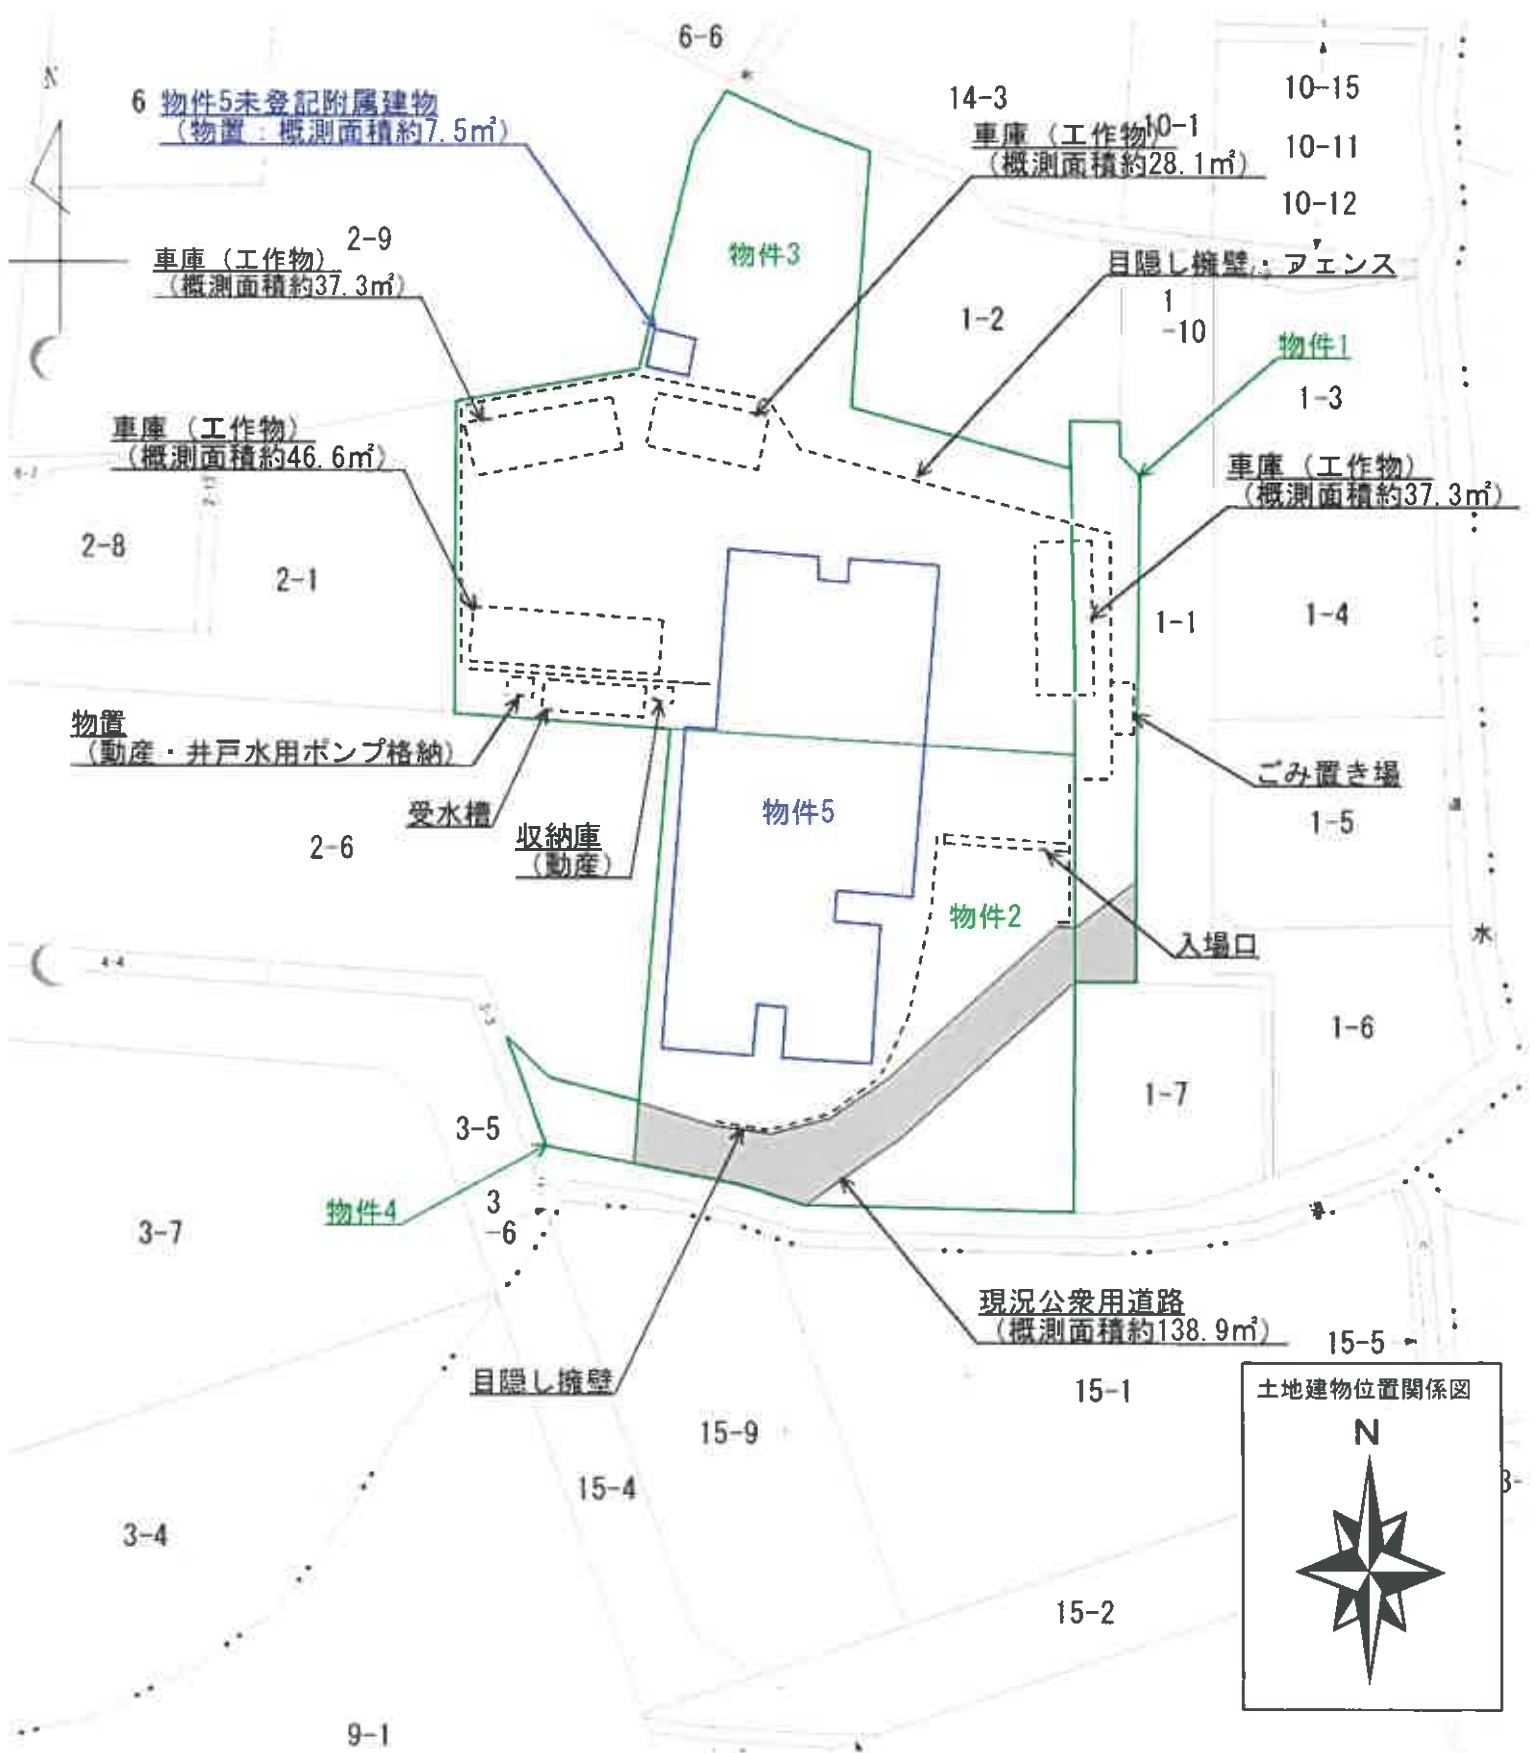 6-6
N
6 物件5未登記附属建物
（物置：概測面積約7.5㎡）
14-3
10-1
車庫（工作物）
（概測面積約28.1㎡）
10-15
10-11
10-12
2-9
車庫（工作物）
（概測面積約37.3㎡）
物件3
目隠し擁壁・フェンス
1-2
1
-10
物件1
1-3
車庫（工作物）
（概測面積約46.6㎡）
車庫（工作物）
（概測面積約37.3㎡）
2-8
2-1
1-1
1-4
物置
（動産・井戸水用ポンプ格納）
ごみ置き場
受水槽
物件5
1-5
収納庫
（動産）
2-6
物件2
入場口
水
4-4
1-6
1-7
3-5
物件4
3
-6
3-7
現況公衆用道路
（概測面積約138.9㎡）
15-5
目隠し擁壁
15-1
土地建物位置関係図
N
15-9
15-4
3-4
15-2
9-1